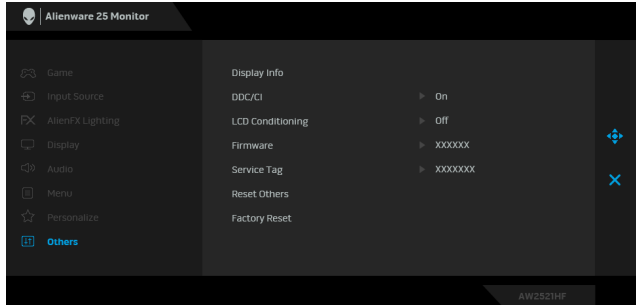 Alienware 25 Monitor
Game
Input Source
AlienFX Lighting
Display
Audio
Menu
Personalize
Others
Display Info
DDC/CI On
LCD Conditioning Off
Firmware XXXXXX
Service Tag XXXXXXX
Reset Others
Factory Reset
AW2521HF